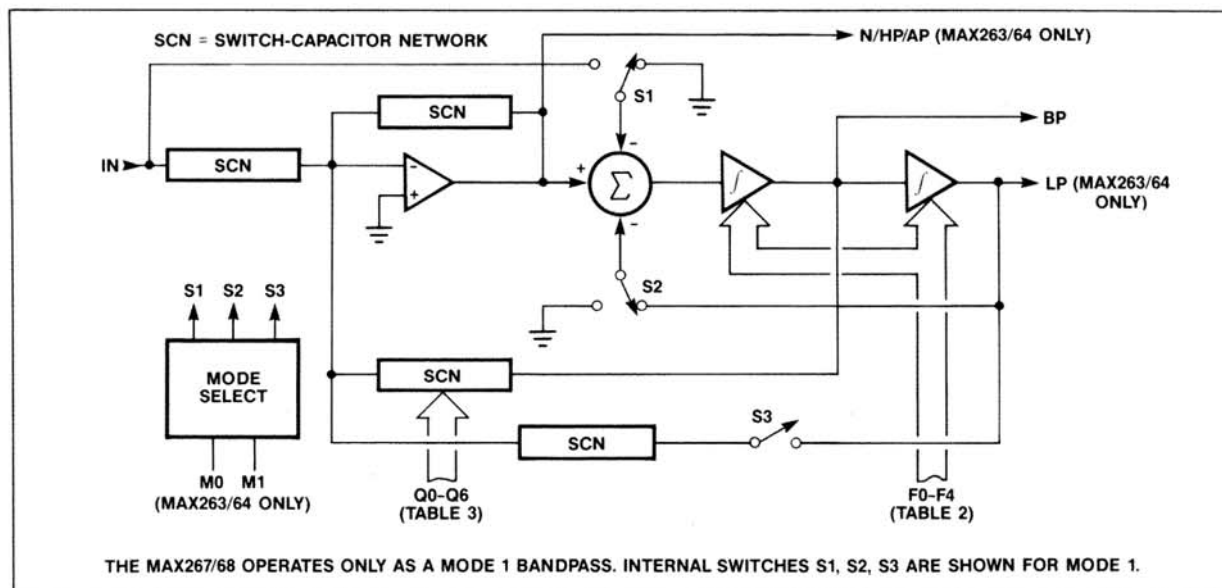 SCN = SWITCH-CAPACITOR NETWORK
N/HP/AP (MAX263/64 ONLY)
S1
SCN
BP
IN
SCN
-
+
+
-
Σ
-
∫
∫
LP (MAX263/64
ONLY)
S2
S1 S2 S3
MODE
SELECT
SCN
SCN
S3
M0 M1
(MAX263/64 ONLY)
Q0-Q6
(TABLE 3)
F0-F4
(TABLE 2)
THE MAX267/68 OPERATES ONLY AS A MODE 1 BANDPASS. INTERNAL SWITCHES S1, S2, S3 ARE SHOWN FOR MODE 1.